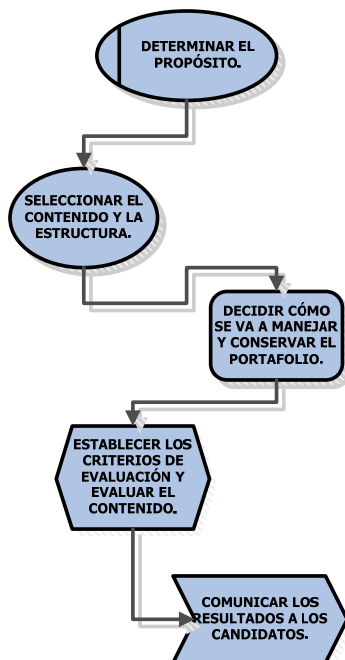 DETERMINAR EL
PROPÓSITO.
SELECCIONAR EL
CONTENIDO Y LA
ESTRUCTURA.
DECIDIR CÓMO
SE VA A MANEJAR
Y CONSERVAR EL
PORTAFOLIO.
ESTABLECER LOS
CRITERIOS DE
EVALUACIÓN Y
EVALUAR EL
CONTENIDO.
COMUNICAR LOS
RESULTADOS A LOS
CANDIDATOS.